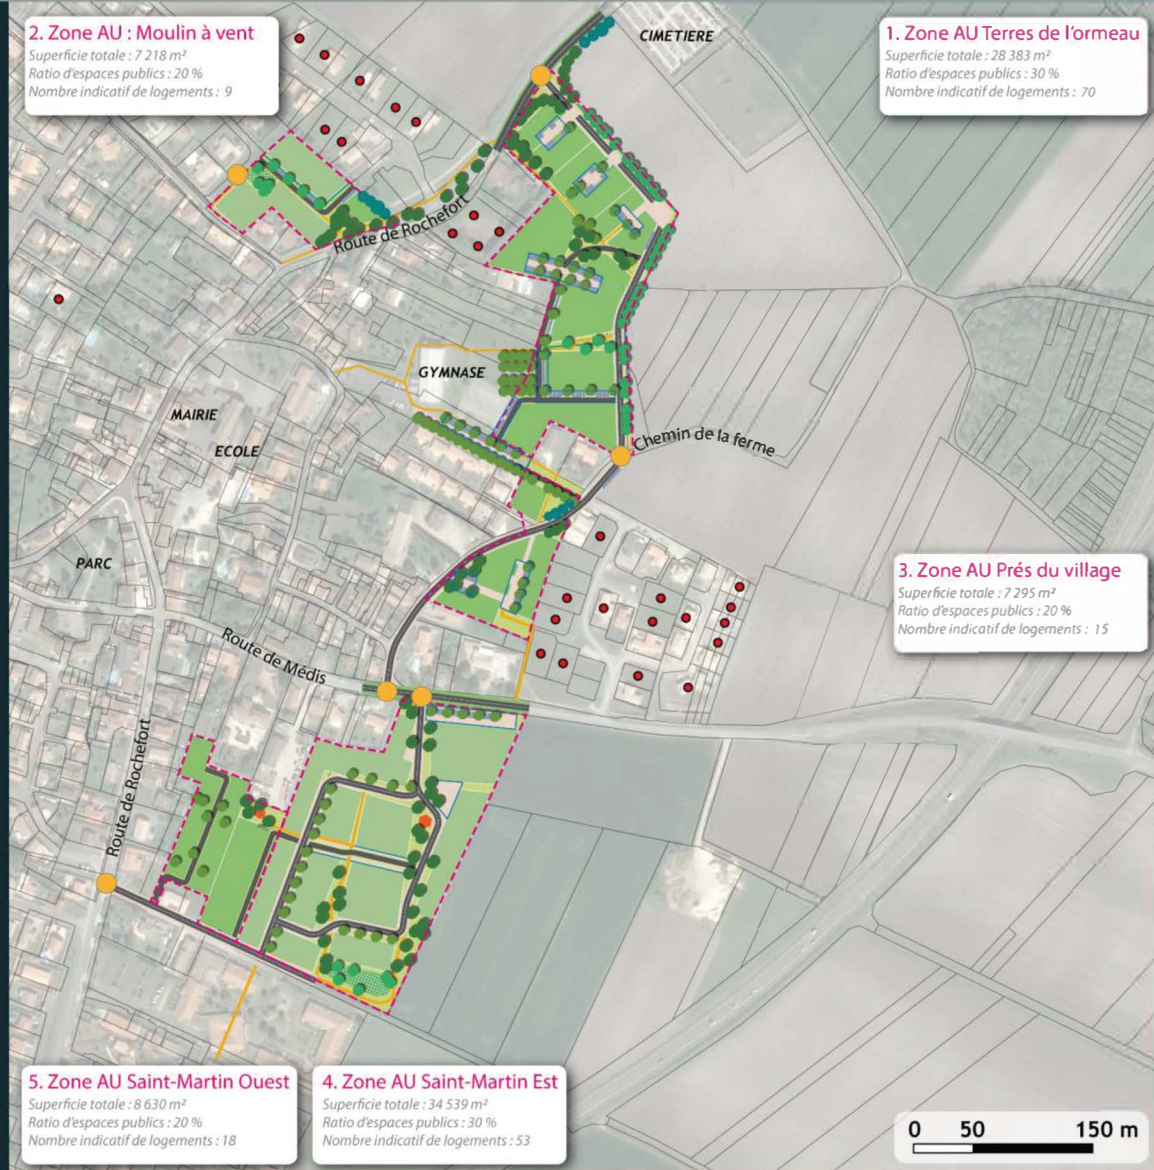 2. Zone AU : Moulin à vent
Superficie totale : 7 218 m²
Ratio d'espaces publics : 20 %
Nombre indicatif de logements : 9
CIMETIERE
1. Zone AU Terres de l'ormeau
Superficie totale : 28 383 m²
Ratio d'espaces publics : 30 %
Nombre indicatif de logements : 70
Route de Rochefort
GYMNASE
MAIRIE
ECOLE
Chemin de la ferme
PARC
3. Zone AU Prés du village
Superficie totale : 7 295 m²
Ratio d'espaces publics : 20 %
Nombre indicatif de logements : 15
Route de Médis
Route de Rochefort
5. Zone AU Saint-Martin Ouest
Superficie totale : 8 630 m²
Ratio d'espaces publics : 20 %
Nombre indicatif de logements : 18
4. Zone AU Saint-Martin Est
Superficie totale : 34 539 m²
Ratio d'espaces publics : 30 %
Nombre indicatif de logements : 53
0 50 150 m